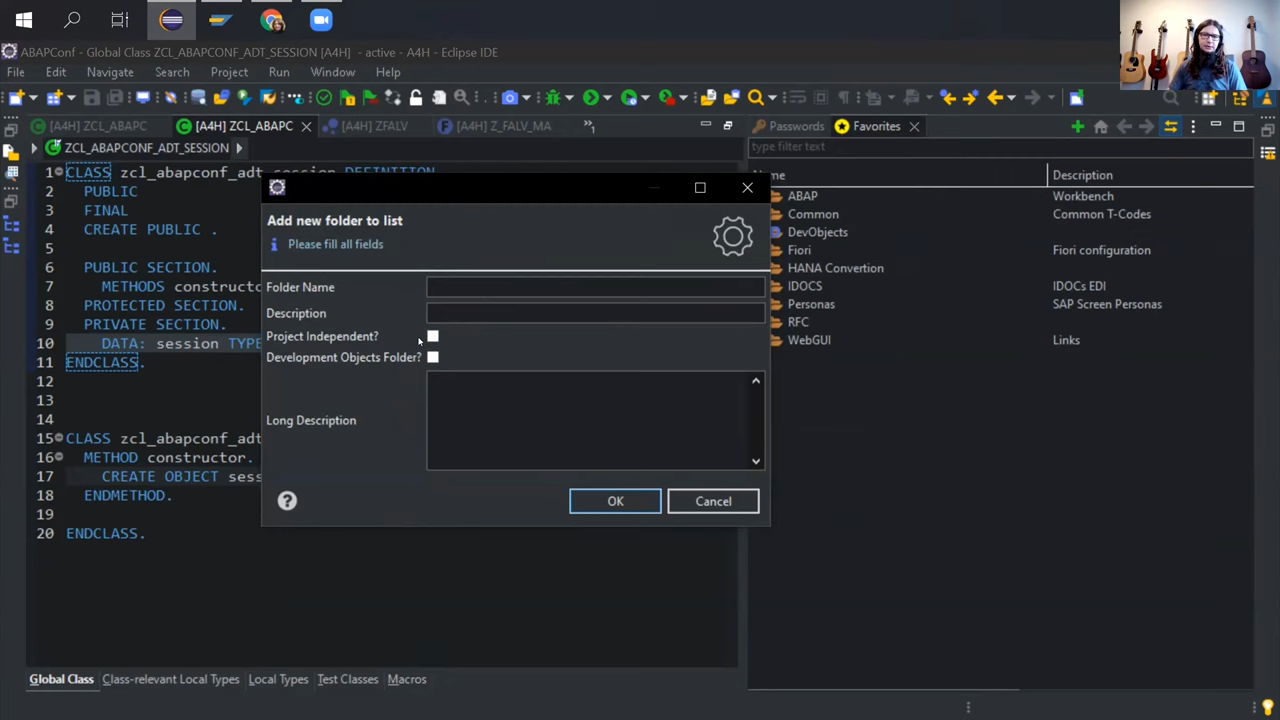 ABAPConf - Global Class ZCL_ABAPCONF_ADT_SESSION [A4H] - active - A4H - Eclipse IDE
File Edit Navigate Search Project Run Window Help
[A4H] ZCL_ABAPC [A4H] ZCL_ABAPC [A4H] ZFALV [A4H] Z_FALV_MA
Passwords Favorites
ZCL_ABAPCONF_ADT_SESSION
type filter text
Name Description
1 CLASS zcl_abapconf_adt_session DEFINITION
2 PUBLIC
3 FINAL
4 CREATE PUBLIC .
5
6 PUBLIC SECTION.
7 METHODS constructo
8 PROTECTED SECTION.
9 PRIVATE SECTION.
10 DATA: session TYPE
11 ENDCLASS.
12
13
14
15 CLASS zcl_abapconf_adt
16 METHOD constructor.
17 CREATE OBJECT sess
18 ENDMETHOD.
19
20 ENDCLASS.
Add new folder to list
Please fill all fields
Folder Name
Description
Project Independent?
Development Objects Folder?
Long Description
OK Cancel
ABAP Workbench
Common Common T-Codes
DevObjects
Fiori Fiori configuration
HANA Convertion
IDOCS IDOCs EDI
Personas SAP Screen Personas
RFC
WebGUI Links
Global Class Class-relevant Local Types Local Types Test Classes Macros